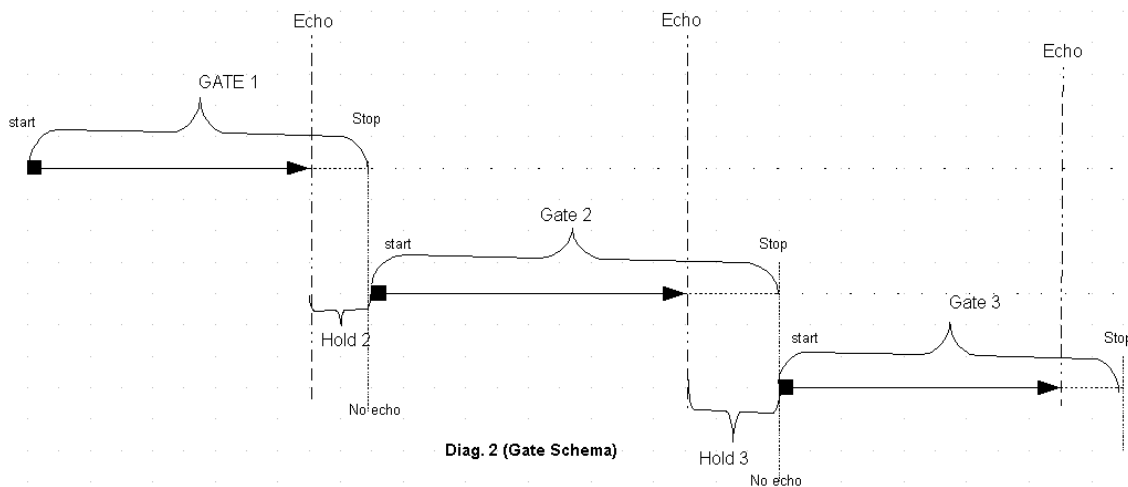 Echo
Echo
Echo
GATE 1
start
Stop
Gate 2
start
Stop
Gate 3
Hold 2
start
Stop
No echo
Diag. 2 (Gate Schema)
Hold 3
No echo